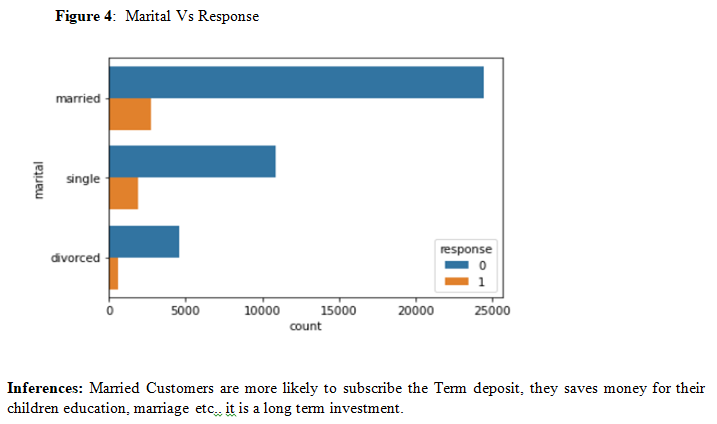 Figure 4:  Marital Vs Response
married
single
divorced
marital
response
0
1
0
5000
10000
15000
20000
25000
count
Inferences: Married Customers are more likely to subscribe the Term deposit, they saves money for their
children education, marriage etc,, it is a long term investment.